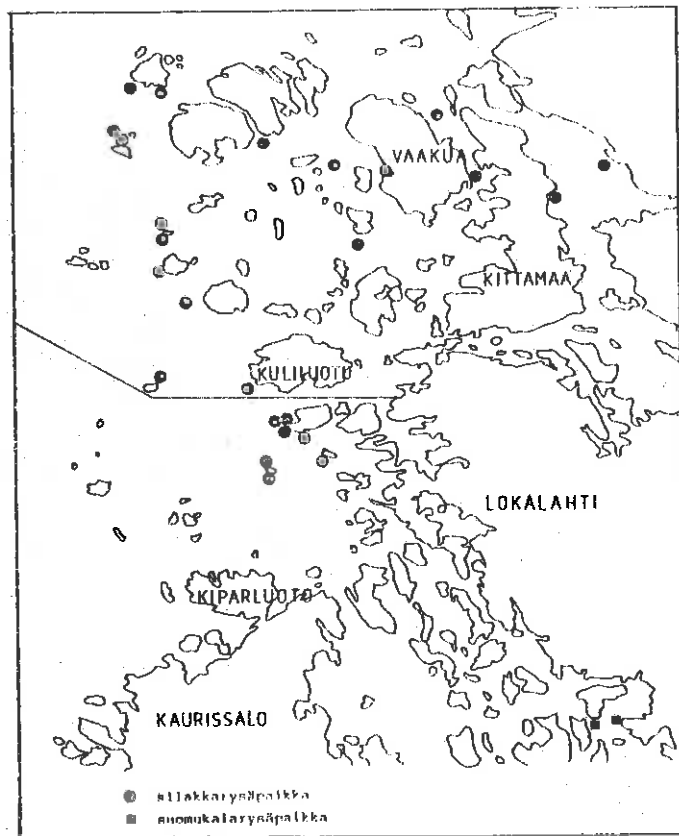 VAAKUA
KITTAMAA
KULILUOTO
LOKALAHTI
KIPARLUOTO
KAURISSALO
silakkarysäpaikka
suomukalarysäpaikka